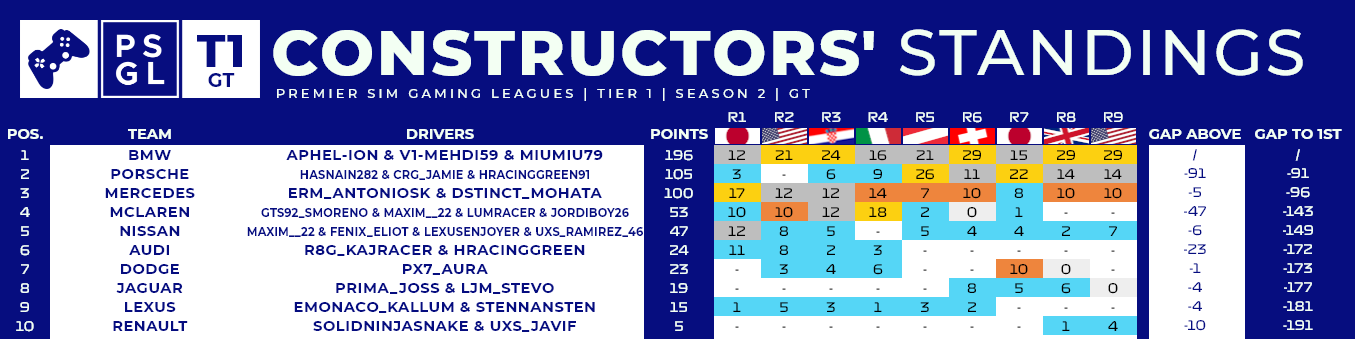 PS
GL
T1
GT
CONSTRUCTORS' STANDINGS
PREMIER SIM GAMING LEAGUES | TIER 1 | SEASON 2 | GT
R1 R2 R3 R4 R5 R6 R7 R8 R9
POS. TEAM DRIVERS POINTS GAP ABOVE GAP TO 1ST
1 BMW APHEL-ION & V1-MEHDI59 & MIUMIU79 196 12 21 24 16 21 29 15 29 29 / /
2 PORSCHE HASNAIN282 & CRG_JAMIE & HRACINGGREEN91 105 3 - 6 9 26 11 22 14 14 -91 -91
3 MERCEDES ERM_ANTONIOSK & DSTINCT_MOHATA 100 17 12 12 14 7 10 8 10 10 -5 -96
4 MCLAREN GTS92_SMORENO & MAXIM__22 & LUMRACER & JORDIBOY26 53 10 10 12 18 2 0 1 - - -47 -143
5 NISSAN MAXIM__22 & FENIX_ELIOT & LEXUSENJOYER & UXS_RAMIREZ_46 47 12 8 5 - 5 4 4 2 7 -6 -149
6 AUDI R8G_KAJRACER & HRACINGGREEN 24 11 8 2 3 - - - - - -23 -172
7 DODGE PX7_AURA 23 - 3 4 6 - - 10 0 - -1 -173
8 JAGUAR PRIMA_JOSS & LJM_STEVO 19 - - - - - 8 5 6 0 -4 -177
9 LEXUS EMONACO_KALLUM & STENNANSTEN 15 1 5 3 1 3 2 - - - -4 -181
10 RENAULT SOLIDNINJASNAKE & UXS_JAVIF 5 - - - - - - - 1 4 -10 -191